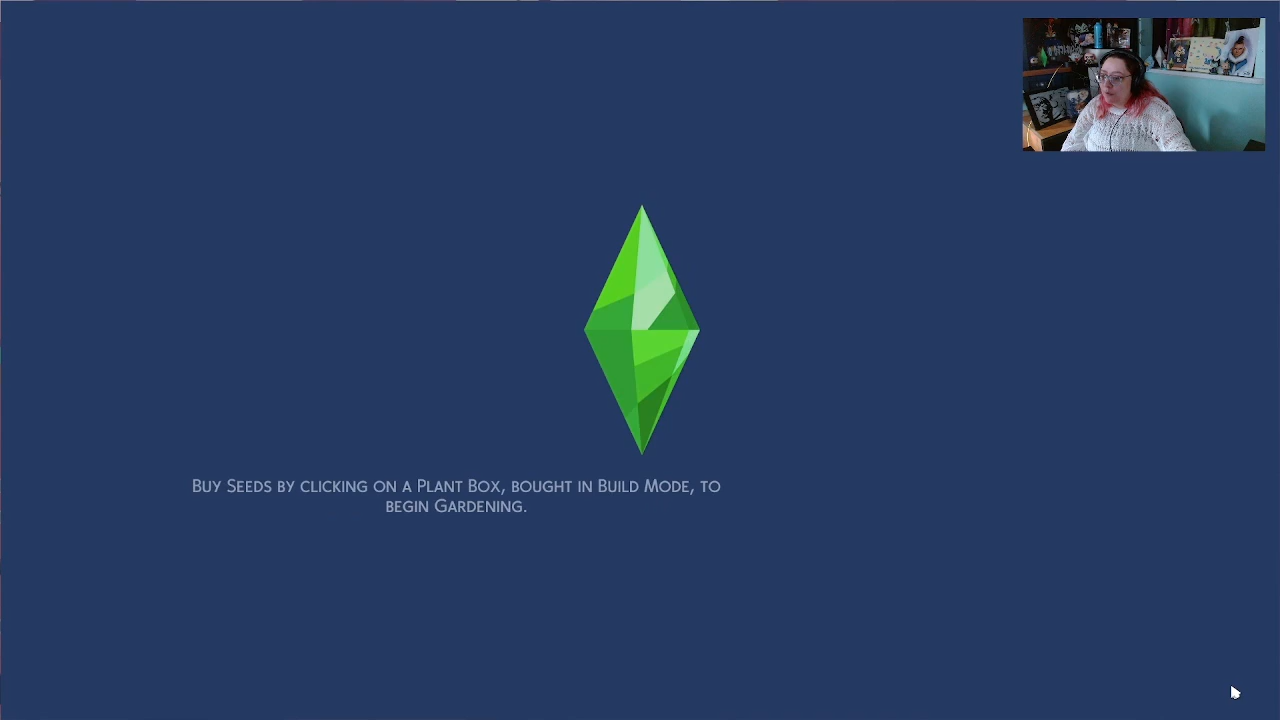 Buy Seeds by clicking on a Plant Box, bought in Build Mode, to
begin Gardening.